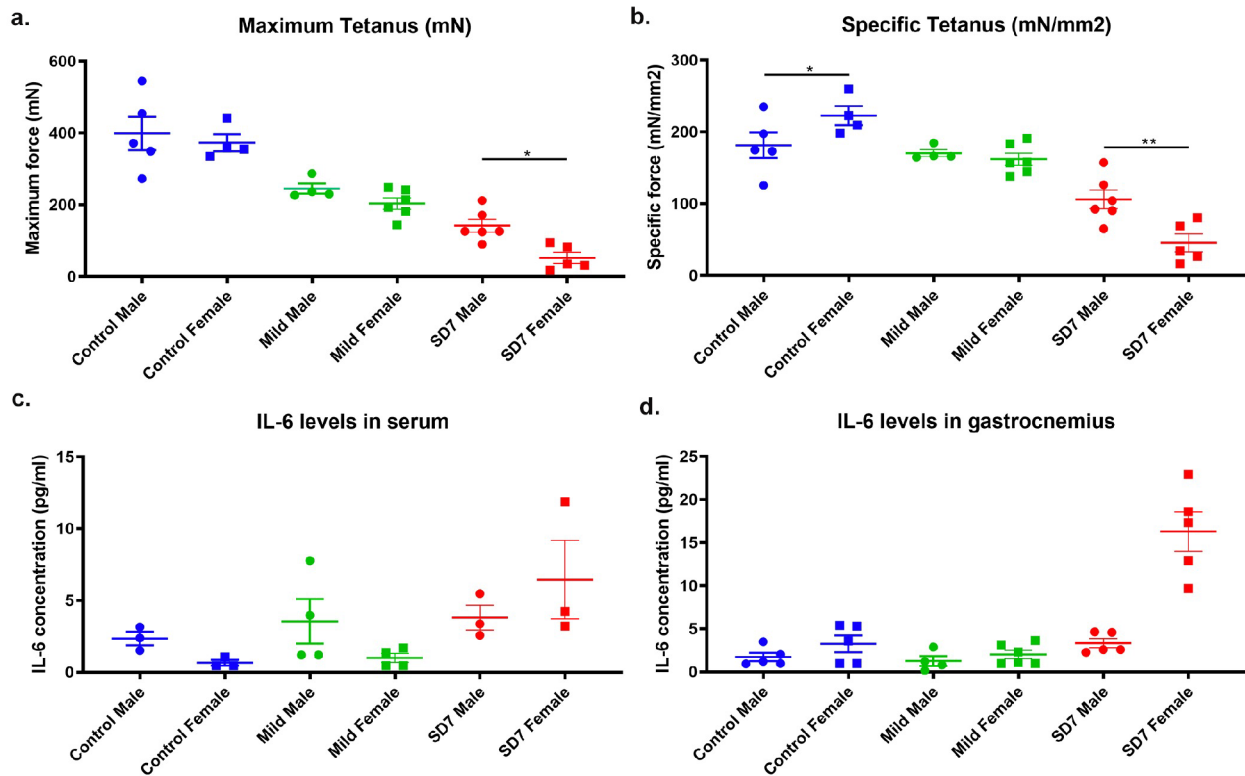 a.
Maximum Tetanus (mN)
Maximum force (mN)
600
400
200
0
*
Control Male
Control Female
Mild Male
Mild Female
SD7 Male
SD7 Female
b.
Specific Tetanus (mN/mm2)
Specific force (mN/mm2)
300
200
100
0
*
**
Control Male
Control Female
Mild Male
Mild Female
SD7 Male
SD7 Female
c.
IL-6 levels in serum
IL-6 concentration (pg/ml)
15
10
5
0
Control Male
Control Female
Mild Male
Mild Female
SD7 Male
SD7 Female
d.
IL-6 levels in gastrocnemius
IL-6 concentration (pg/ml)
25
20
15
10
5
0
Control Male
Control Female
Mild Male
Mild Female
SD7 Male
SD7 Female